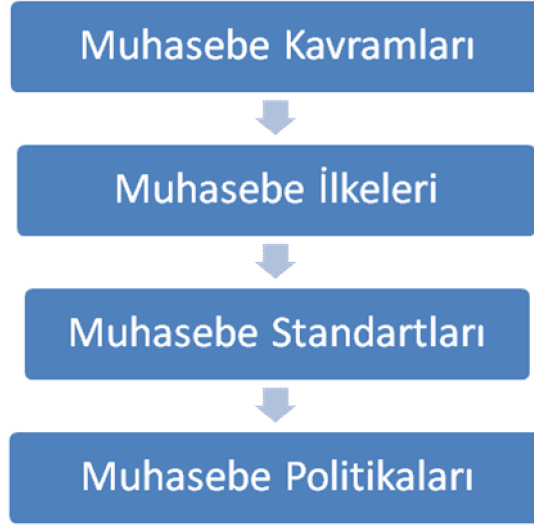 Muhasebe Kavramları
Muhasebe İlkeleri
Muhasebe Standartları
Muhasebe Politikaları